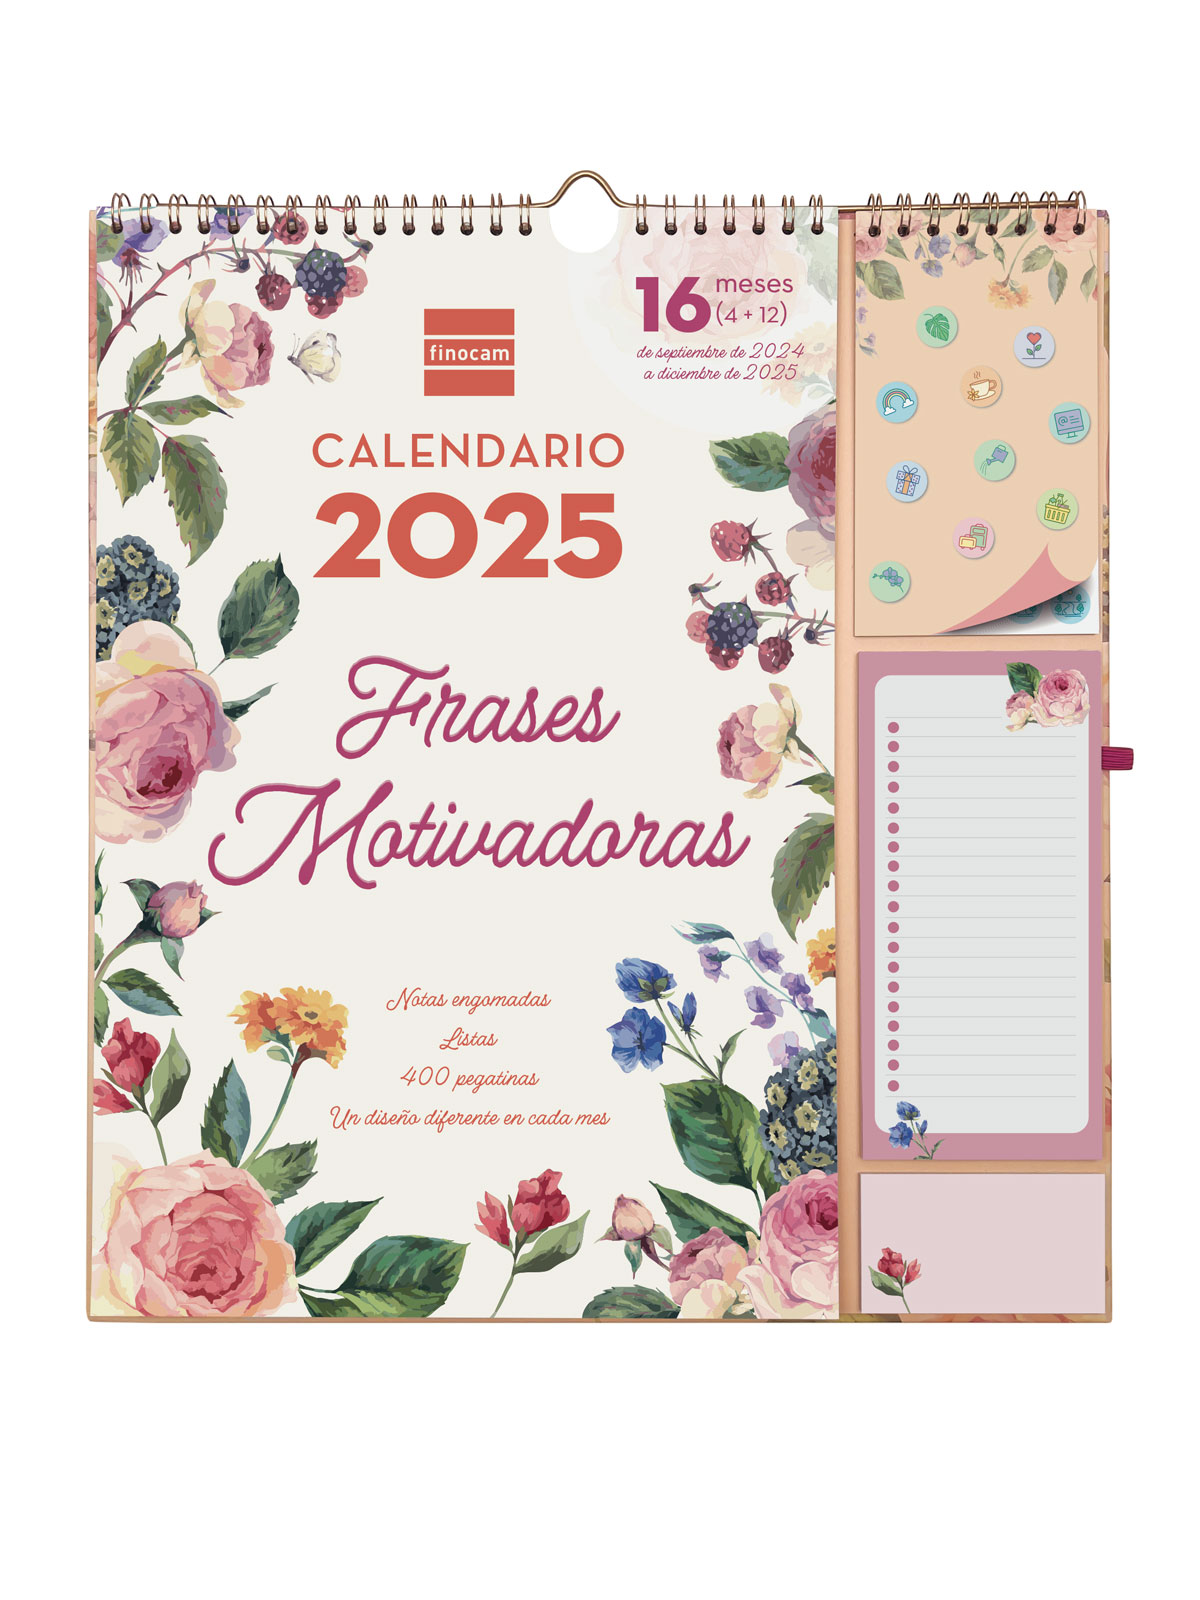 16 meses
(4 + 12)
de septiembre de 2024
a diciembre de 2025
finocam
CALENDARIO
2025
Frases
Motivadoras
Notas engomadas
Listas
400 pegatinas
Un diseño diferente en cada mes